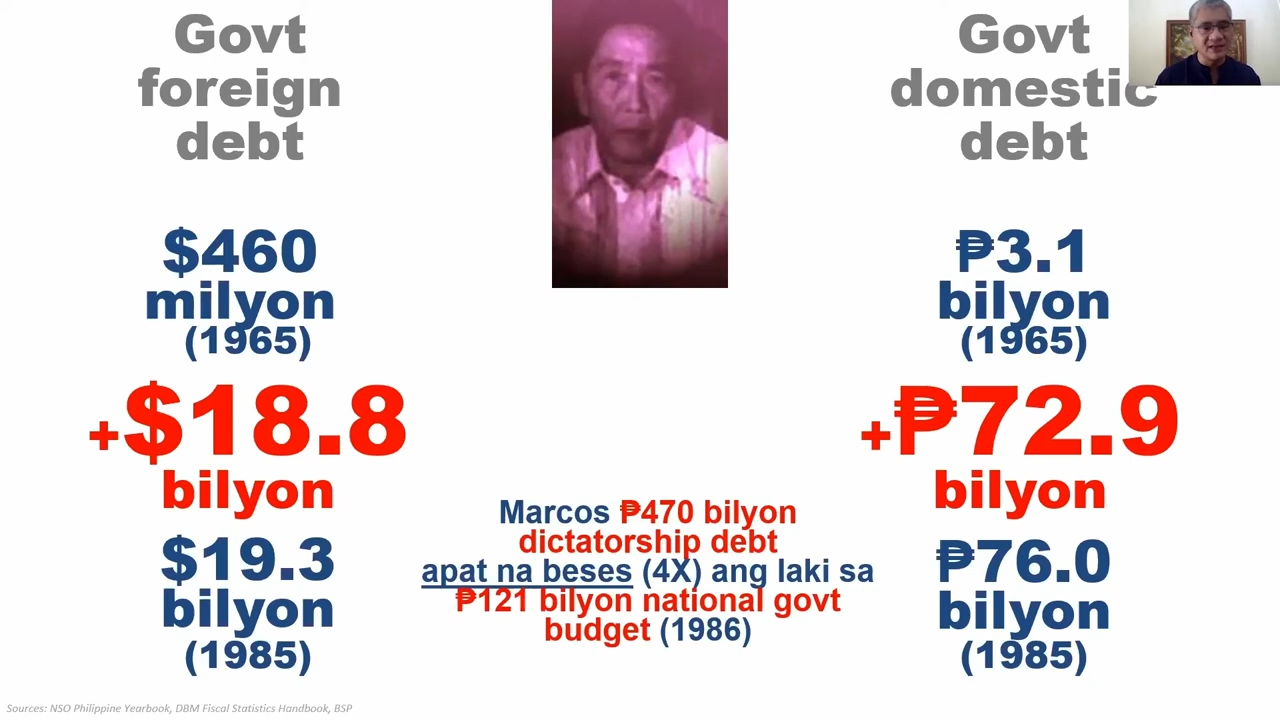 Govt
foreign
debt
$460
milyon
(1965)
+$18.8
bilyon
$19.3
bilyon
(1985)
Marcos ₱470 bilyon
dictatorship debt
apat na beses (4X) ang laki sa
₱121 bilyon national govt
budget (1986)
Govt
domestic
debt
₱3.1
bilyon
(1965)
+₱72.9
bilyon
₱76.0
bilyon
(1985)
Sources: NSO Philippine Yearbook, DBM Fiscal Statistics Handbook, BSP